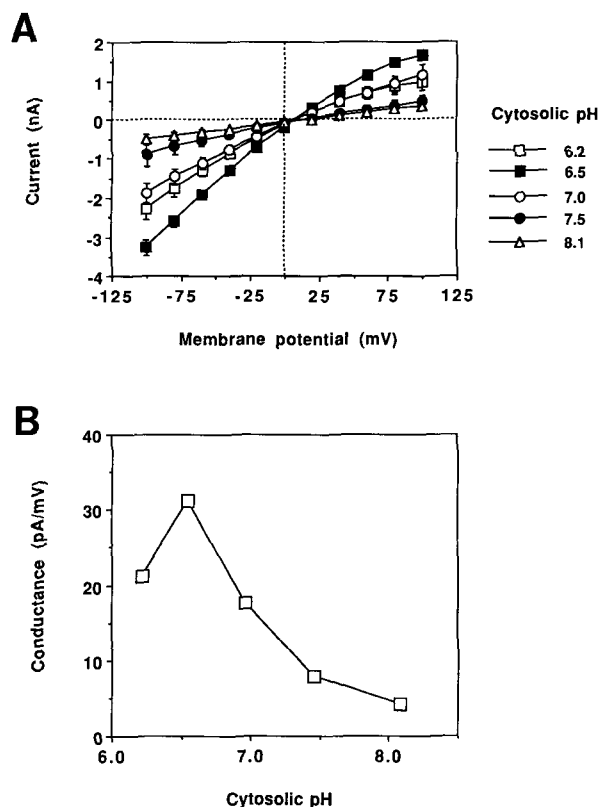 A
Current (nA)
2
1
0
-1
-2
-3
-4
-125 -75 -25 25 75 125
Membrane potential (mV)
Cytosolic pH
6.2
6.5
7.0
7.5
8.1
B
Conductance (pA/mV)
40
30
20
10
0
6.0 7.0 8.0
Cytosolic pH